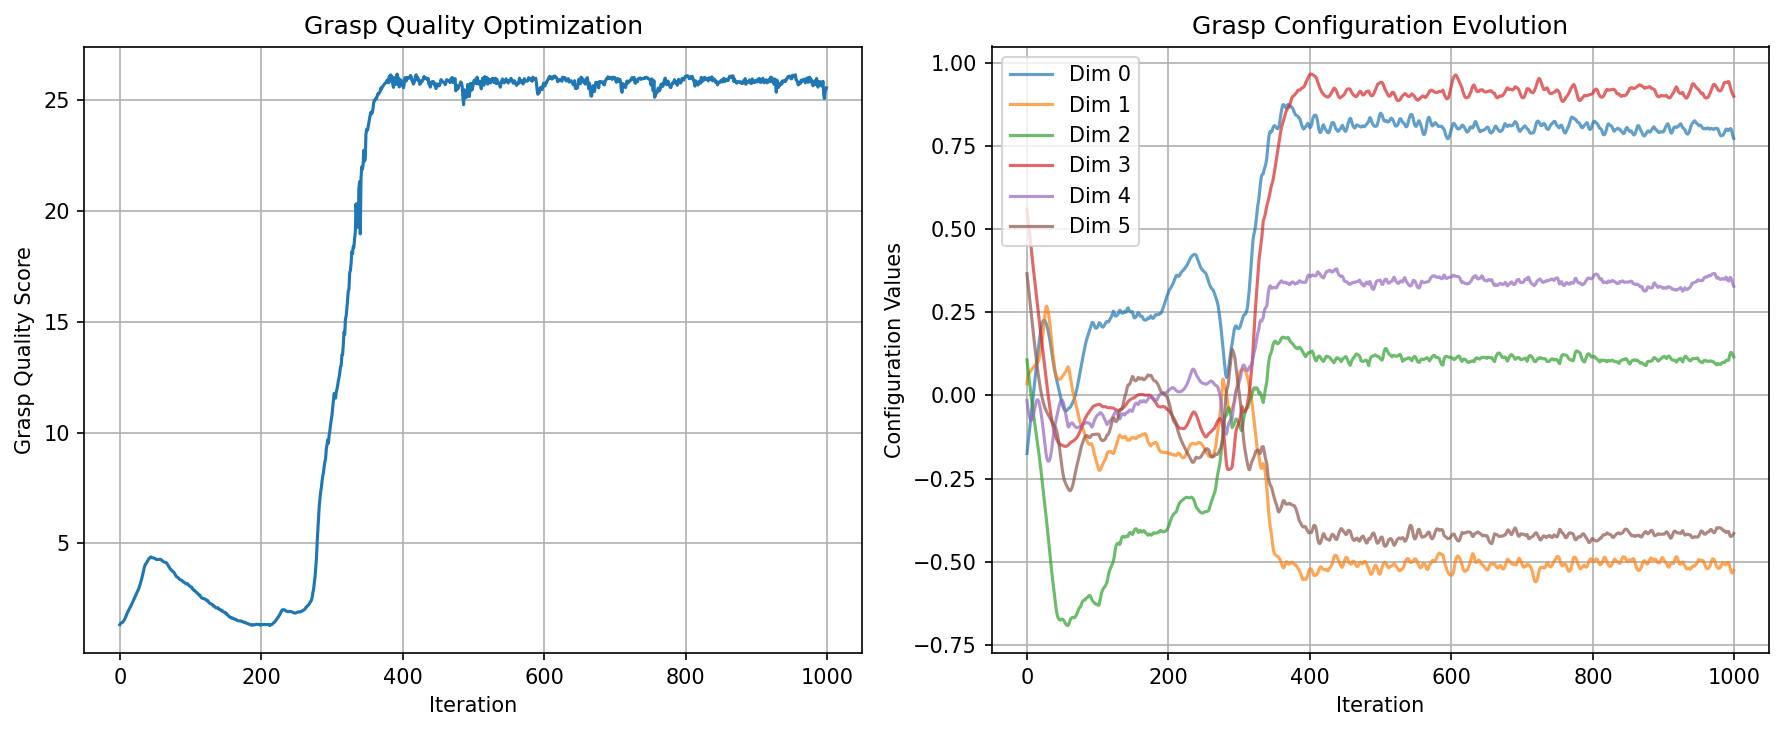 Grasp Quality Optimization
Grasp Quality Score
25
20
15
10
5
0 200 400 600 800 1000
Iteration
Grasp Configuration Evolution
Configuration Values
1.00
0.75
0.50
0.25
0.00
−0.25
−0.50
−0.75
Dim 0
Dim 1
Dim 2
Dim 3
Dim 4
Dim 5
0 200 400 600 800 1000
Iteration